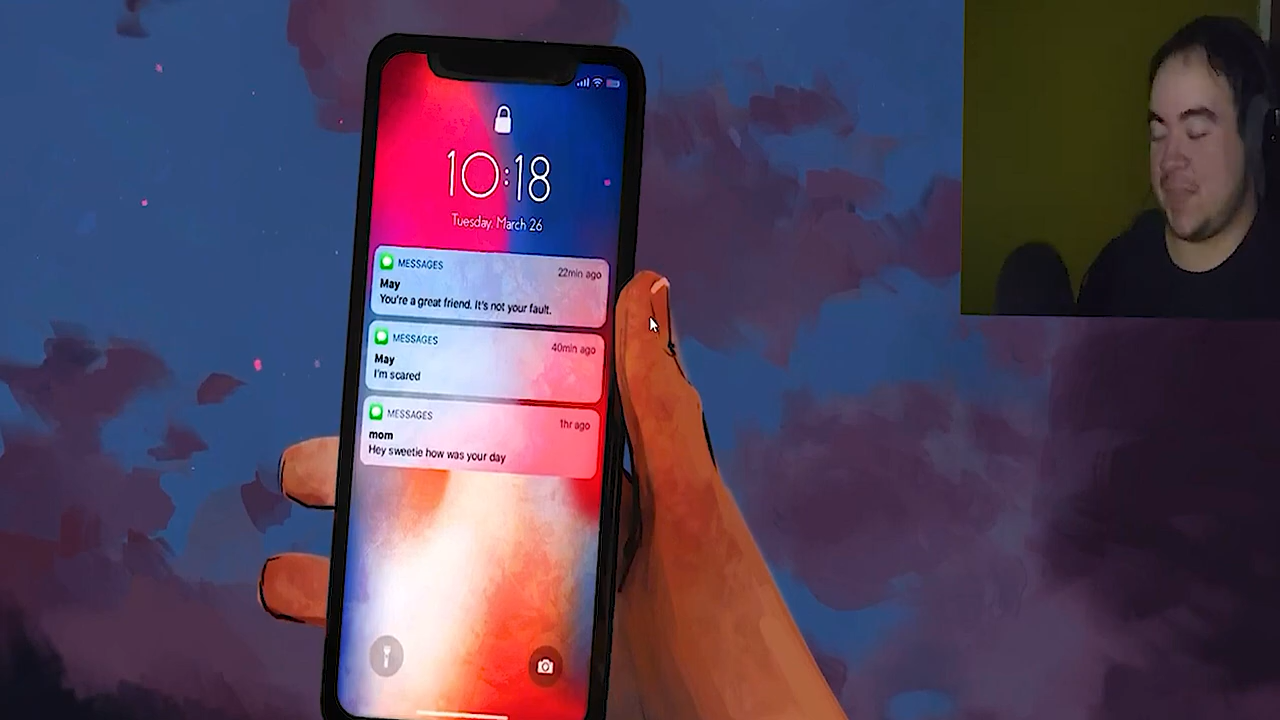 10:18
Tuesday, March 26
MESSAGES
22min ago
May
You're a great friend. It's not your fault.
MESSAGES
40min ago
May
I'm scared
MESSAGES
1hr ago
mom
Hey sweetie how was your day